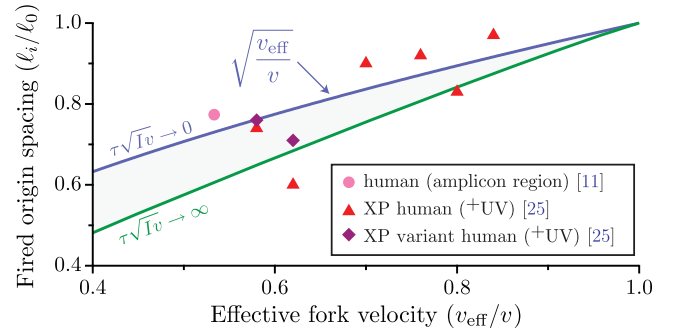 Fired origin spacing (ℓᵢ/ℓ₀)
1.0
0.8
0.6
0.4
√(v_eff/v)
τ√Iv → 0
τ√Iv → ∞
human (amplicon region) [11]
XP human (⁺UV) [25]
XP variant human (⁺UV) [25]
0.4 0.6 0.8 1.0
Effective fork velocity (v_eff/v)